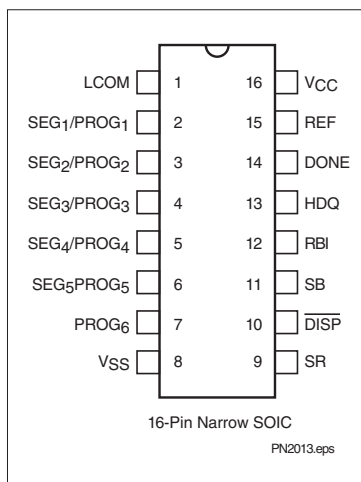 LCOM 1 16 VCC
SEG1/PROG1 2 15 REF
SEG2/PROG2 3 14 DONE
SEG3/PROG3 4 13 HDQ
SEG4/PROG4 5 12 RBI
SEG5PROG5 6 11 SB
PROG6 7 10 DISP
VSS 8 9 SR
16-Pin Narrow SOIC
PN2013.eps